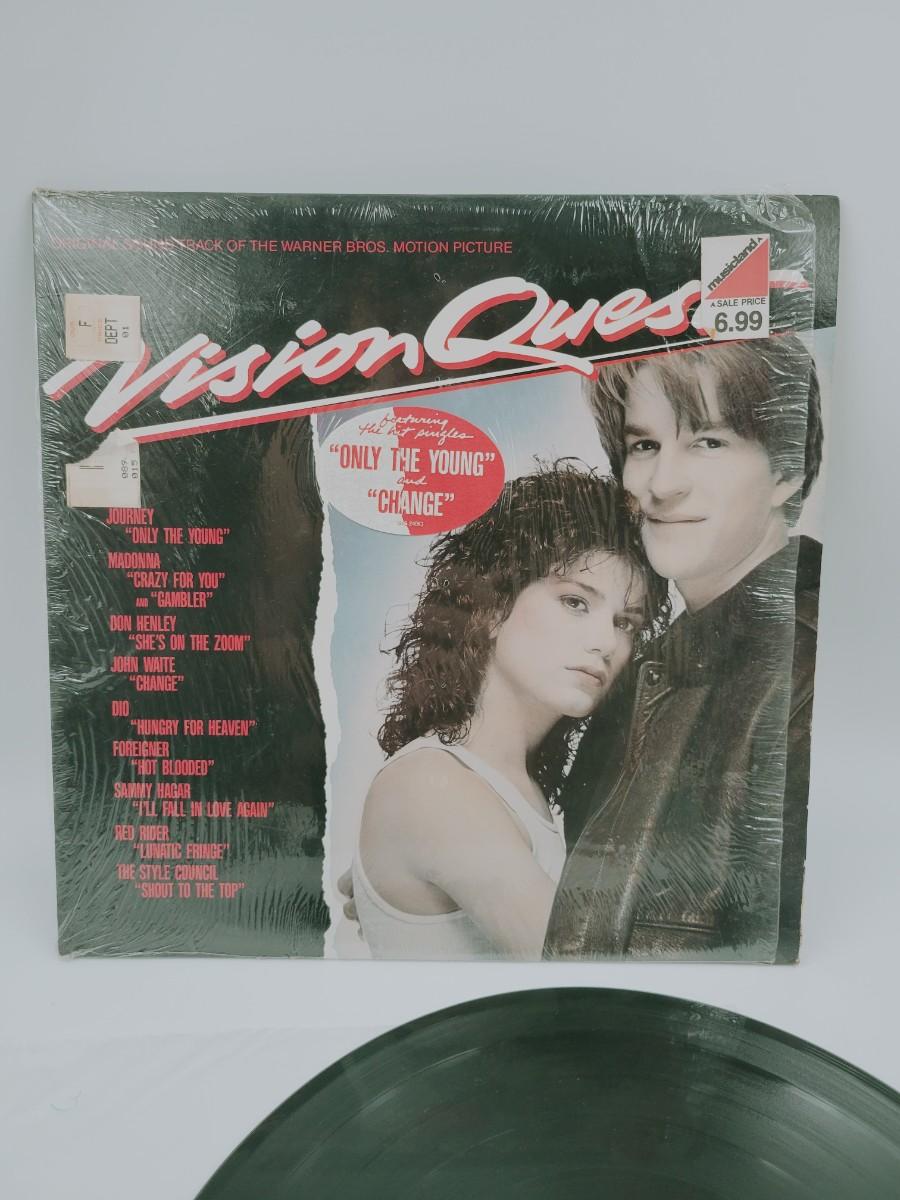 ORIGINAL SOUNDTRACK OF THE WARNER BROS. MOTION PICTURE
musicland
SALE PRICE
6.99
F
DEPT
01
Vision Ques
089
015
featuring
the hit singles
"ONLY THE YOUNG"
and
"CHANGE"
JOURNEY
"ONLY THE YOUNG"
MADONNA
"CRAZY FOR YOU"
AND "GAMBLER"
DON HENLEY
"SHE'S ON THE ZOOM"
JOHN WAITE
"CHANGE"
DIO
"HUNGRY FOR HEAVEN"
FOREIGNER
"HOT BLOODED"
SAMMY HAGAR
"I'LL FALL IN LOVE AGAIN"
RED RIDER
"LUNATIC FRINGE"
THE STYLE COUNCIL
"SHOUT TO THE TOP"